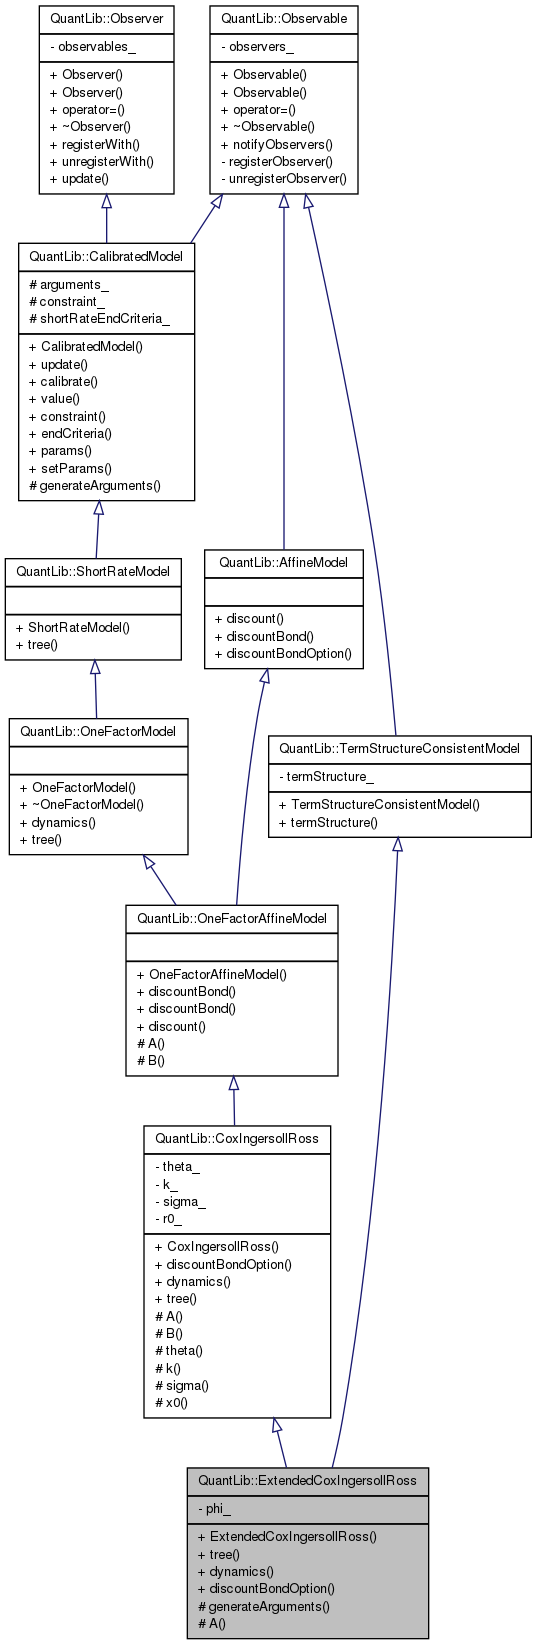 QuantLib::Observer
- observables_
+ Observer()
+ Observer()
+ operator=()
+ ~Observer()
+ registerWith()
+ unregisterWith()
+ update()
QuantLib::Observable
- observers_
+ Observable()
+ Observable()
+ operator=()
+ ~Observable()
+ notifyObservers()
- registerObserver()
- unregisterObserver()
QuantLib::CalibratedModel
# arguments_
# constraint_
# shortRateEndCriteria_
+ CalibratedModel()
+ update()
+ calibrate()
+ value()
+ constraint()
+ endCriteria()
+ params()
+ setParams()
# generateArguments()
QuantLib::ShortRateModel
+ ShortRateModel()
+ tree()
QuantLib::AffineModel
+ discount()
+ discountBond()
+ discountBondOption()
QuantLib::OneFactorModel
+ OneFactorModel()
+ ~OneFactorModel()
+ dynamics()
+ tree()
QuantLib::TermStructureConsistentModel
- termStructure_
+ TermStructureConsistentModel()
+ termStructure()
QuantLib::OneFactorAffineModel
+ OneFactorAffineModel()
+ discountBond()
+ discountBond()
+ discount()
# A()
# B()
QuantLib::CoxIngersollRoss
- theta_
- k_
- sigma_
- r0_
+ CoxIngersollRoss()
+ discountBondOption()
+ dynamics()
+ tree()
# A()
# B()
# theta()
# k()
# sigma()
# x0()
QuantLib::ExtendedCoxIngersollRoss
- phi_
+ ExtendedCoxIngersollRoss()
+ tree()
+ dynamics()
+ discountBondOption()
# generateArguments()
# A()